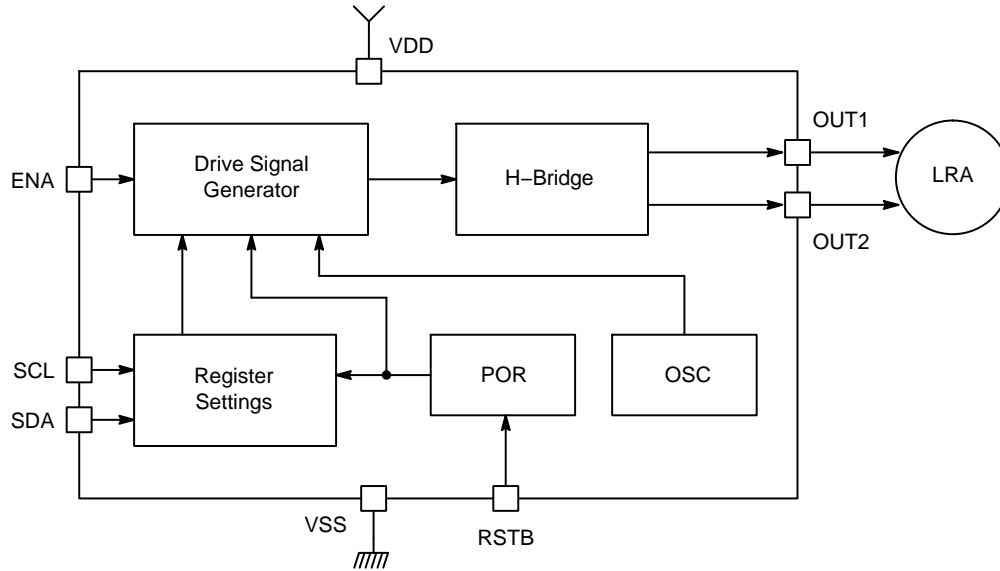 VDD
OUT1
Drive Signal
Generator
H−Bridge
LRA
ENA
OUT2
SCL
Register
Settings
POR
OSC
SDA
VSS
RSTB